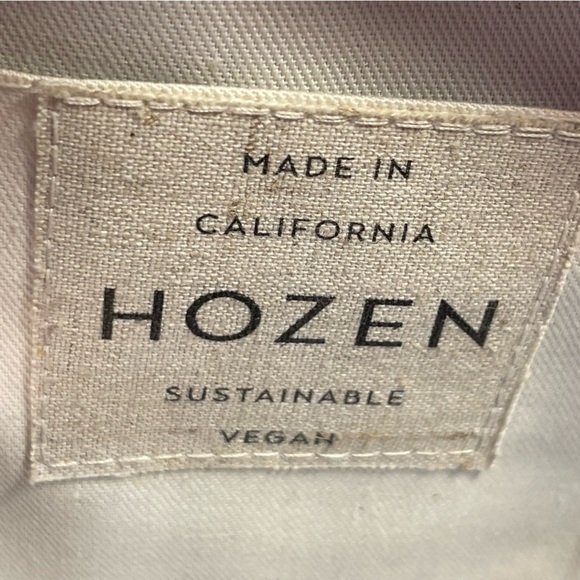 MADE IN
CALIFORNIA
HOZEN
SUSTAINABLE
VEGAN